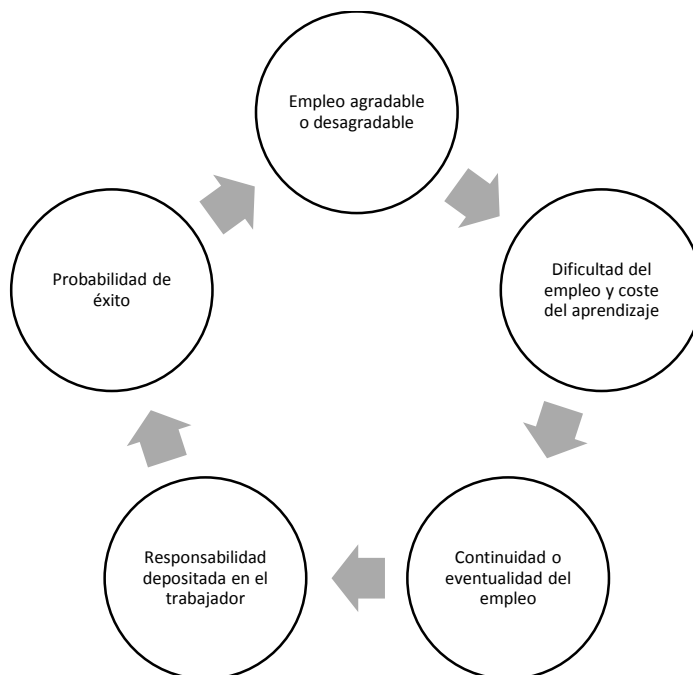 Empleo agradable
o desagradable
Dificultad del
empleo y coste
del aprendizaje
Continuidad o
eventualidad del
empleo
Responsabilidad
depositada en el
trabajador
Probabilidad de
éxito